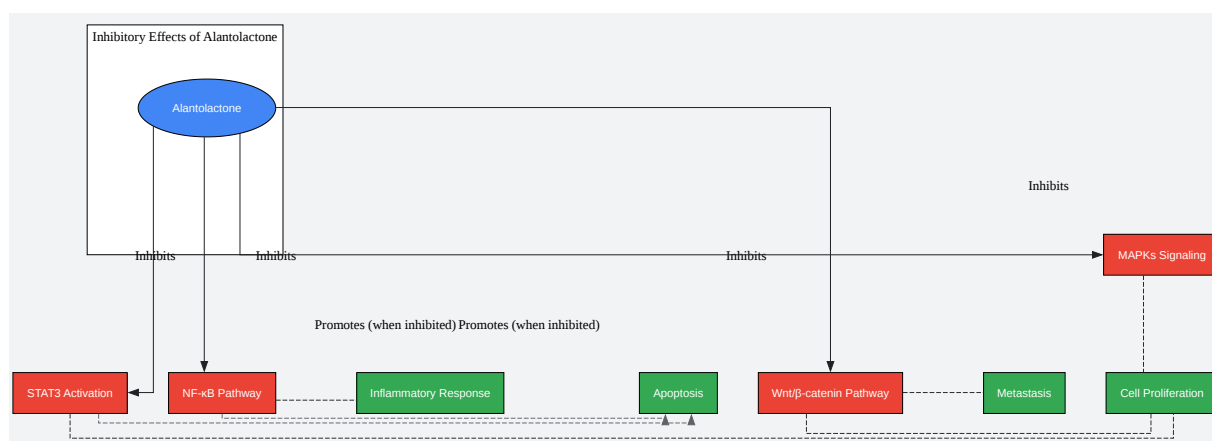 Inhibitory Effects of Alantolactone
Alantolactone
Inhibits
Inhibits
Inhibits
Inhibits
MAPKs Signaling
Promotes (when inhibited)
Promotes (when inhibited)
STAT3 Activation
NF-κB Pathway
Inflammatory Response
Apoptosis
Wnt/β-catenin Pathway
Metastasis
Cell Proliferation